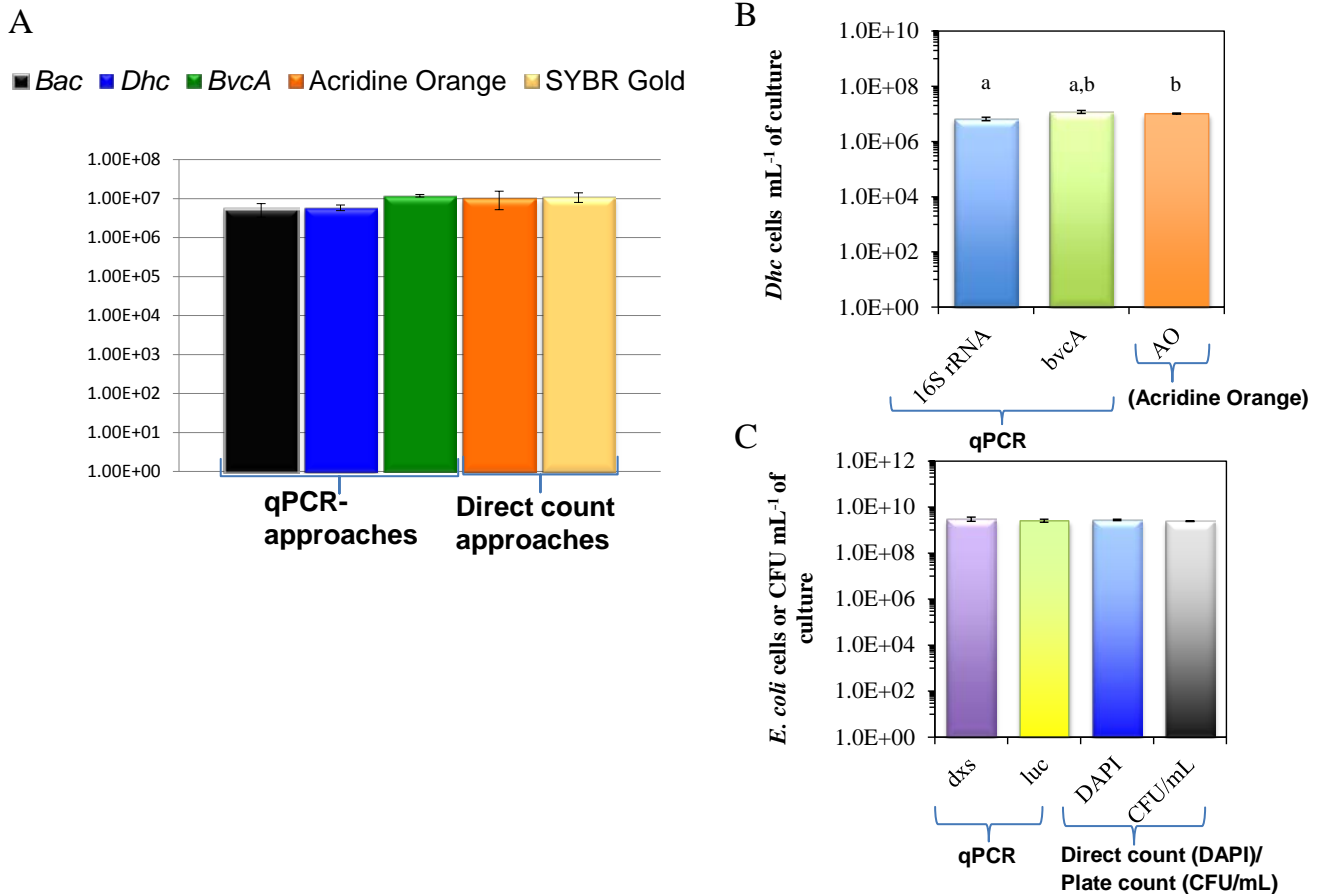 A
Bac Dhc BvcA Acridine Orange SYBR Gold
1.00E+08
1.00E+07
1.00E+06
1.00E+05
1.00E+04
1.00E+03
1.00E+02
1.00E+01
1.00E+00
qPCR-
approaches
Direct count
approaches
B
Dhc cells mL⁻¹ of culture
1.0E+10
1.0E+08
1.0E+06
1.0E+04
1.0E+02
1.0E+00
a
a,b
b
16S rRNA
bvcA
AO
(Acridine Orange)
qPCR
C
E. coli cells or CFU mL⁻¹ of
culture
1.0E+12
1.0E+10
1.0E+08
1.0E+06
1.0E+04
1.0E+02
1.0E+00
dxs
luc
DAPI
CFU/mL
qPCR
Direct count (DAPI)/
Plate count (CFU/mL)